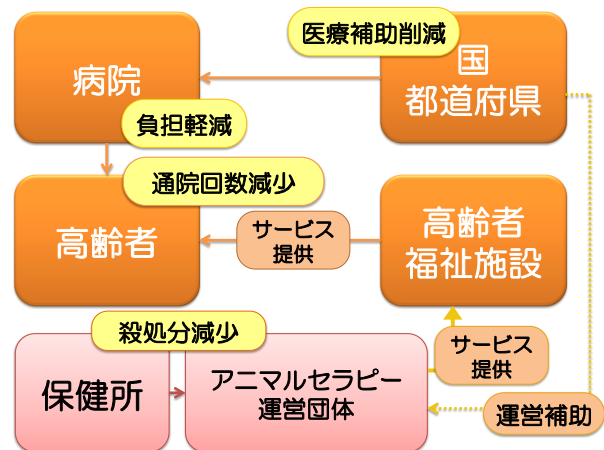 医療補助削減
病院
国
都道府県
負担軽減
通院回数減少
高齢者
サービス
提供
高齢者
福祉施設
殺処分減少
サービス
提供
保健所
アニマルセラピー
運営団体
運営補助